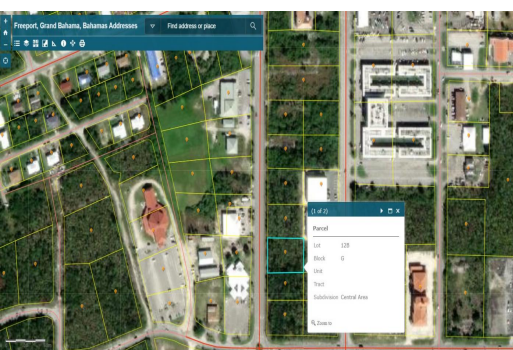 Freeport, Grand Bahama, Bahamas Addresses
Find address or place
(1 of 2)
Parcel
Lot 128
Block G
Unit
Tract
Subdivision Central Area
Zoom to